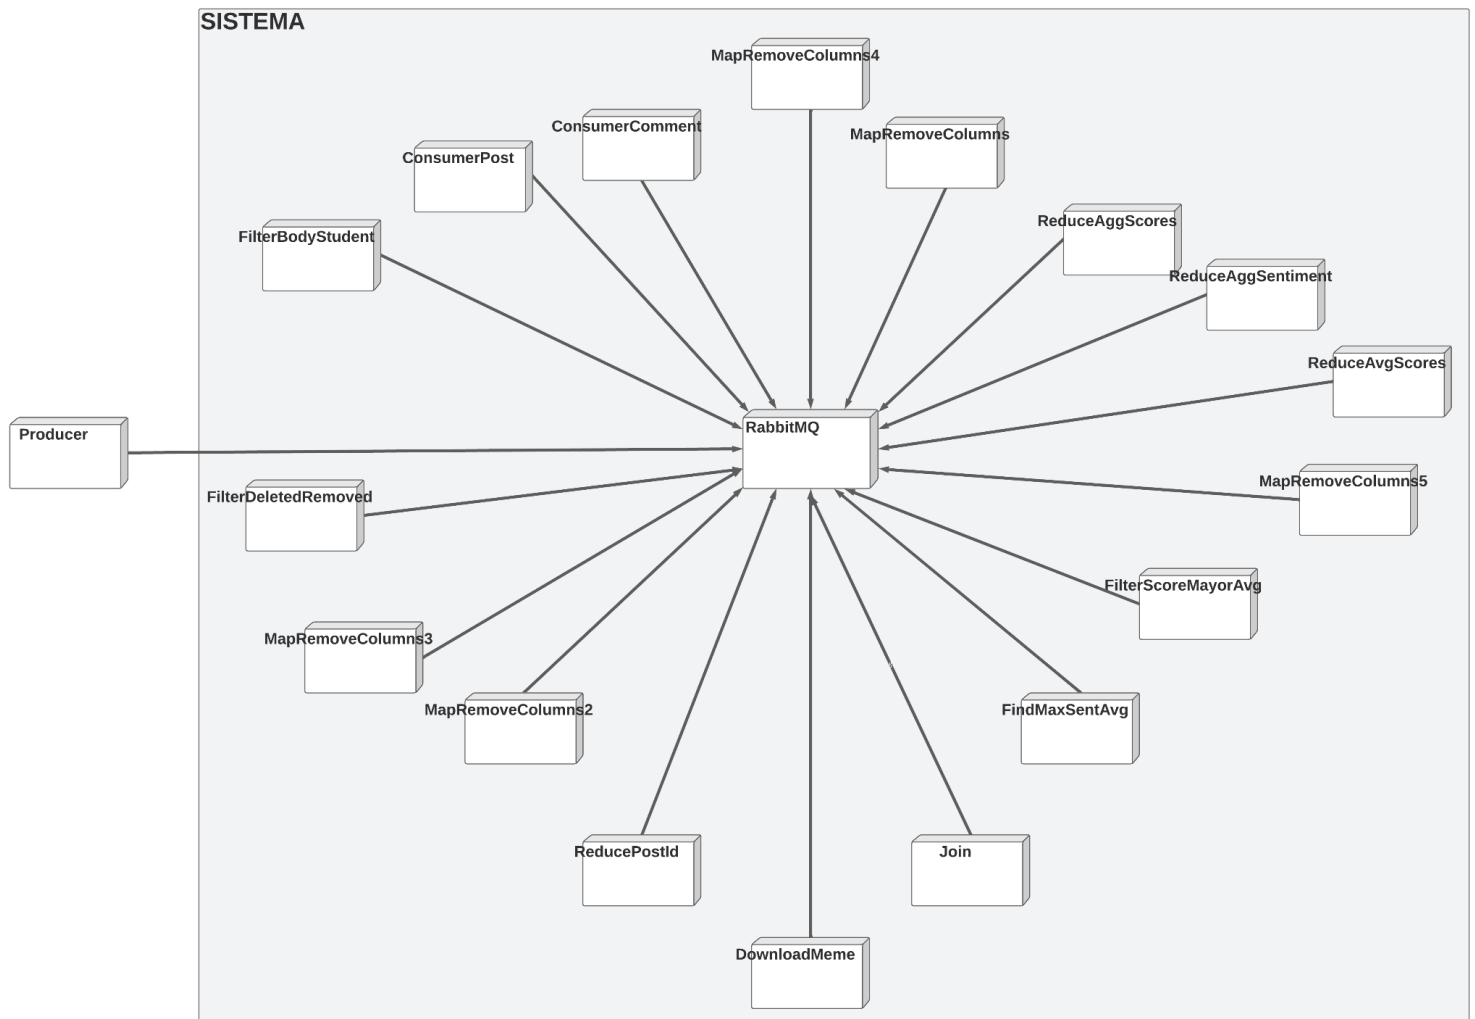 SISTEMA
MapRemoveColumns4
ConsumerComment
MapRemoveColumns
ConsumerPost
ReduceAggScores
FilterBodyStudent
ReduceAggSentiment
ReduceAvgScores
RabbitMQ
Producer
MapRemoveColumns5
FilterDeletedRemoved
FilterScoreMayorAvg
MapRemoveColumns3
MapRemoveColumns2
FindMaxSentAvg
ReducePostId
Join
DownloadMeme